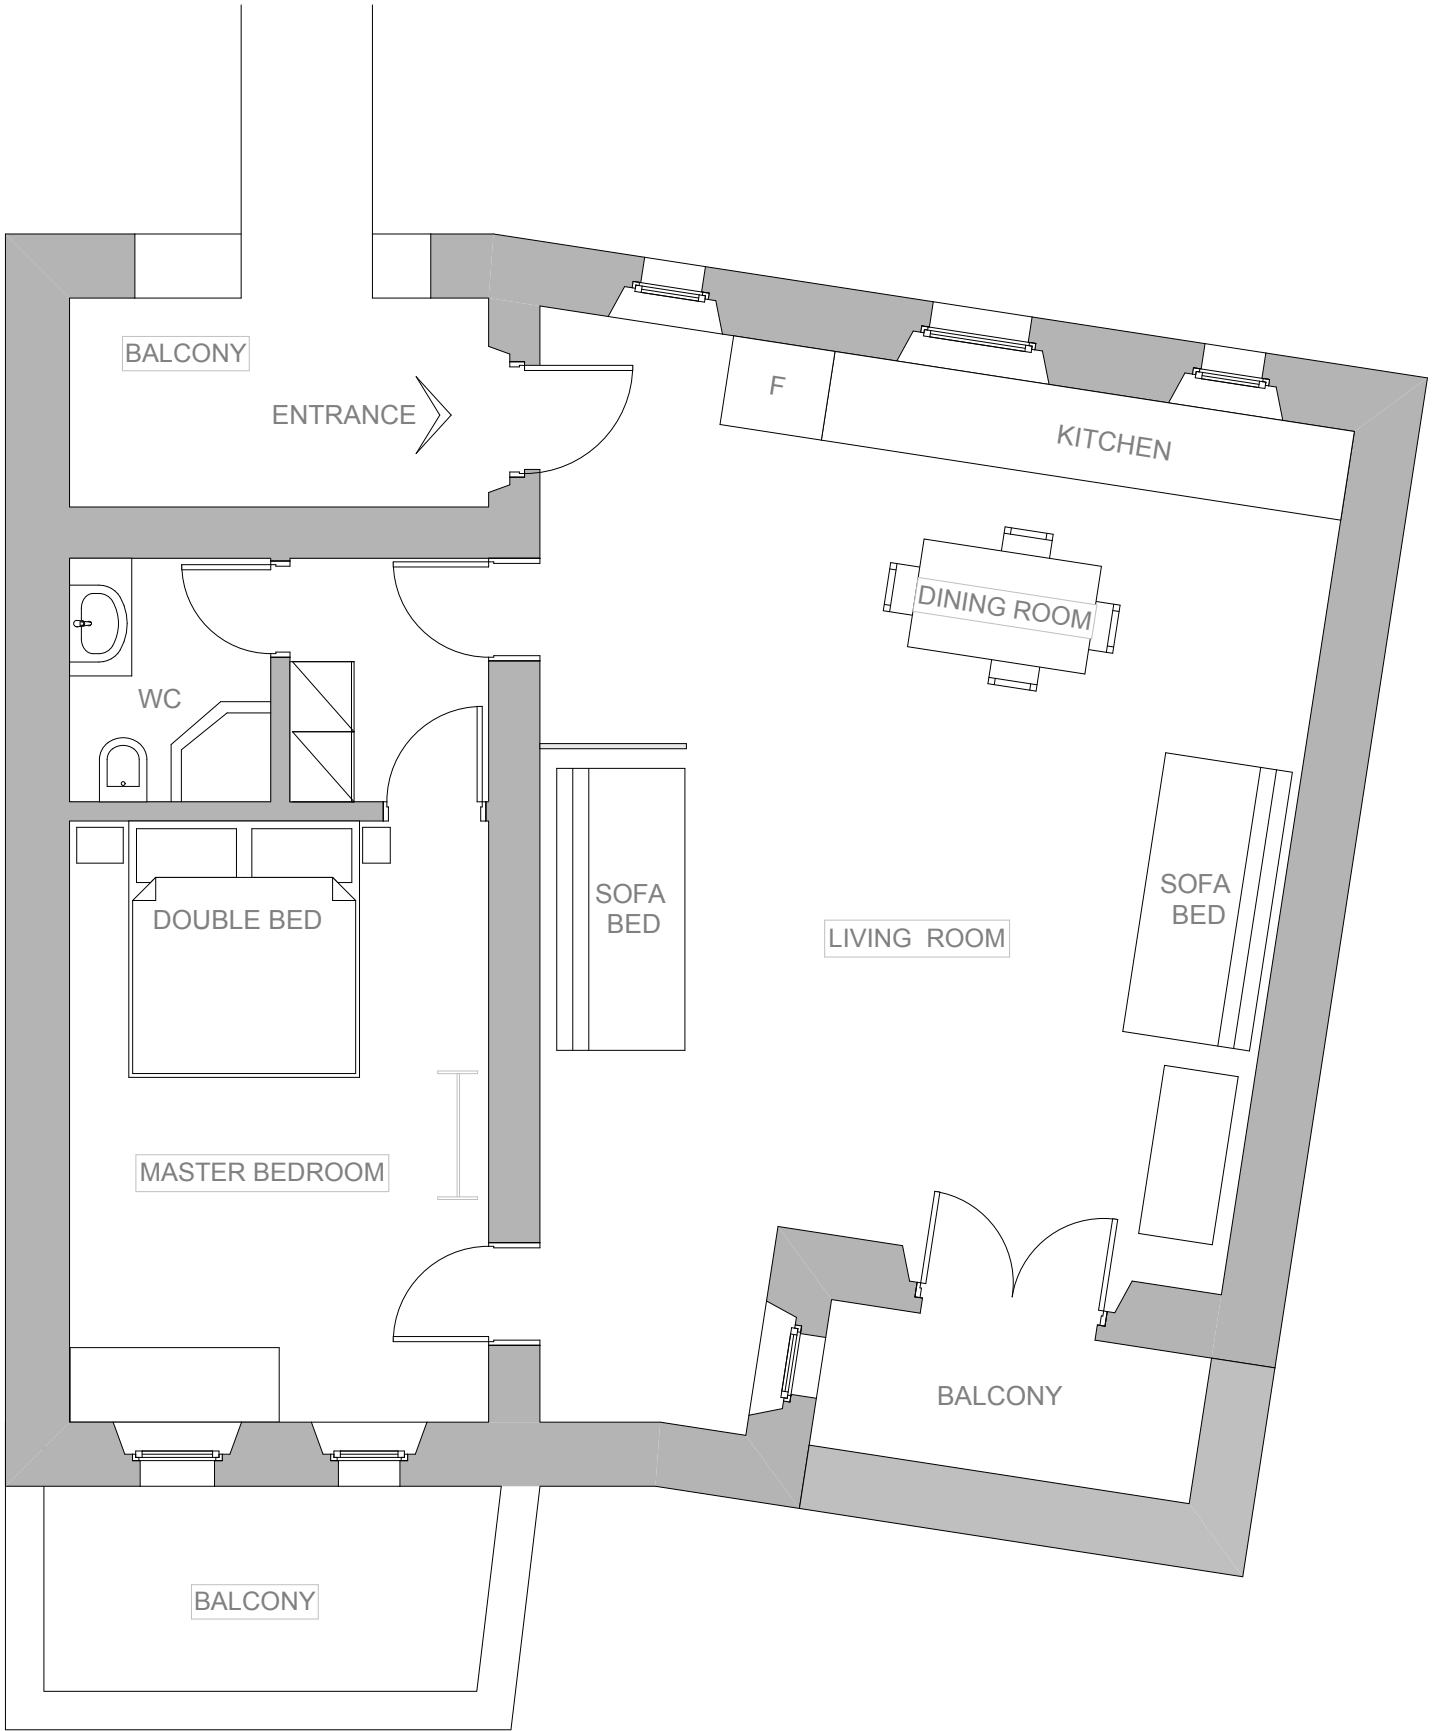 BALCONY
ENTRANCE
F
KITCHEN
DINING ROOM
WC
SOFA
BED
SOFA
BED
DOUBLE BED
LIVING ROOM
MASTER BEDROOM
BALCONY
BALCONY